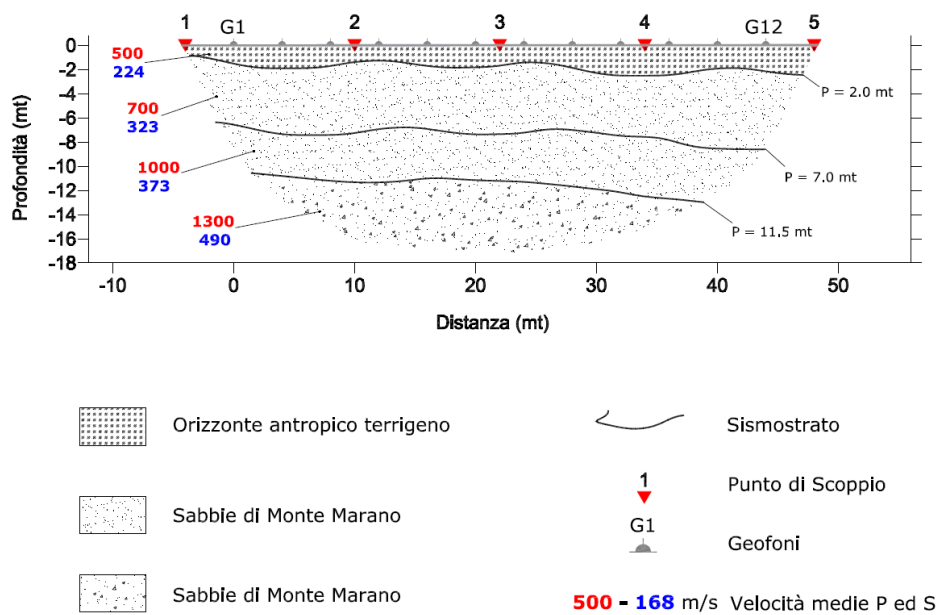 1 G1 2 3 4 G12 5
0
500
224
-2
P = 2.0 mt
-4
700
323
-6
P = 7.0 mt
-8
1000
373
-10
-12
P = 11.5 mt
-14
1300
490
-16
-18
Profondità (mt)
-10 0 10 20 30 40 50
Distanza (mt)
Orizzonte antropico terrigeno
Sismostrato
Sabbie di Monte Marano
1
Punto di Scoppio
G1
Geofoni
Sabbie di Monte Marano
500 - 168 m/s Velocità medie P ed S